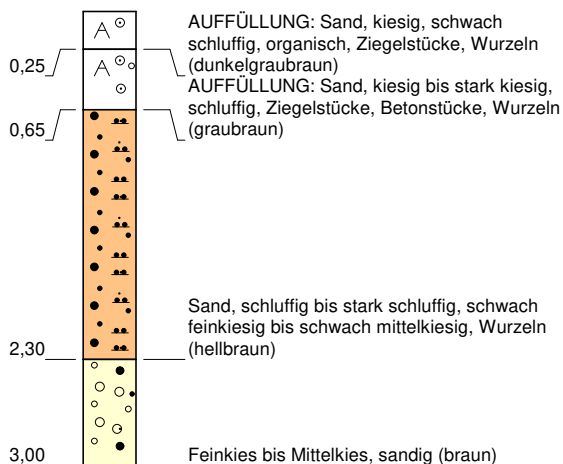 A
AUFFÜLLUNG: Sand, kiesig, schwach
schluffig, organisch, Ziegelstücke, Wurzeln
0,25
(dunkelgraubraun)
A
AUFFÜLLUNG: Sand, kiesig bis stark kiesig,
schluffig, Ziegelstücke, Betonstücke, Wurzeln
0,65
(graubraun)
Sand, schluffig bis stark schluffig, schwach
feinkiesig bis schwach mittelkiesig, Wurzeln
2,30
(hellbraun)
3,00
Feinkies bis Mittelkies, sandig (braun)